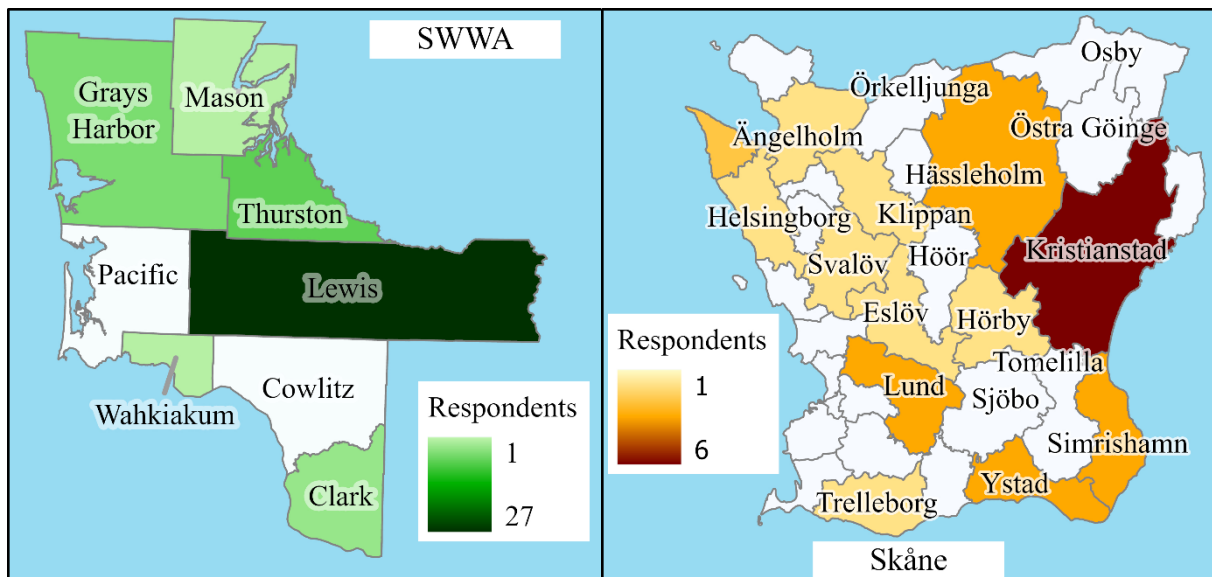 SWWA
Grays
Harbor
Mason
Thurston
Pacific
Lewis
Wahkiakum
Cowlitz
Clark
Respondents
1
27
Osby
Örkelljunga
Östra Göinge
Ängelholm
Hässleholm
Helsingborg
Klippan
Kristianstad
Höör
Svalöv
Eslöv
Hörby
Tomelilla
Lund
Sjöbo
Simrishamn
Ystad
Trelleborg
Respondents
1
6
Skåne